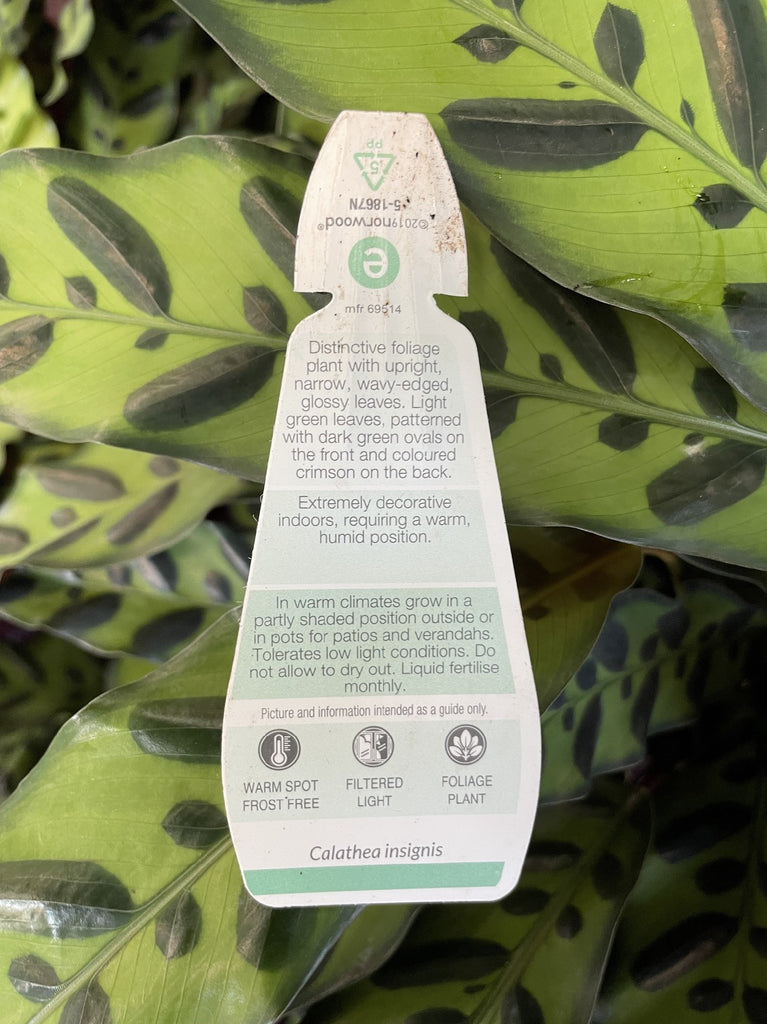 5
PP
5-1867N
©2019norwood®
e
mfr 69514
Distinctive foliage
plant with upright,
narrow, wavy-edged,
glossy leaves. Light
green leaves, patterned
with dark green ovals on
the front and coloured
crimson on the back.
Extremely decorative
indoors, requiring a warm,
humid position.
In warm climates grow in a
partly shaded position outside or
in pots for patios and verandahs.
Tolerates low light conditions. Do
not allow to dry out. Liquid fertilise
monthly.
Picture and information intended as a guide only.
WARM SPOT
FROST FREE
FILTERED
LIGHT
FOLIAGE
PLANT
Calathea insignis